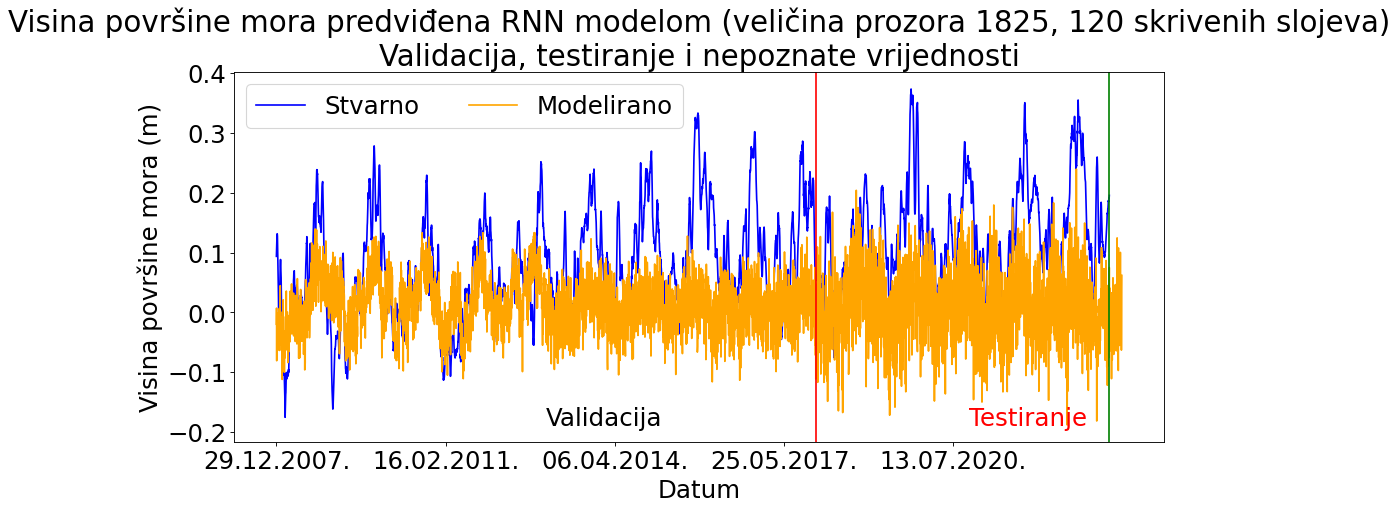 Visina površine mora predviđena RNN modelom (veličina prozora 1825, 120 skrivenih slojeva)
Validacija, testiranje i nepoznate vrijednosti
Stvarno
Modelirano
Visina površine mora (m)
0.4
0.3
0.2
0.1
0.0
−0.1
−0.2
Validacija
Testiranje
29.12.2007.
16.02.2011.
06.04.2014.
25.05.2017.
13.07.2020.
Datum